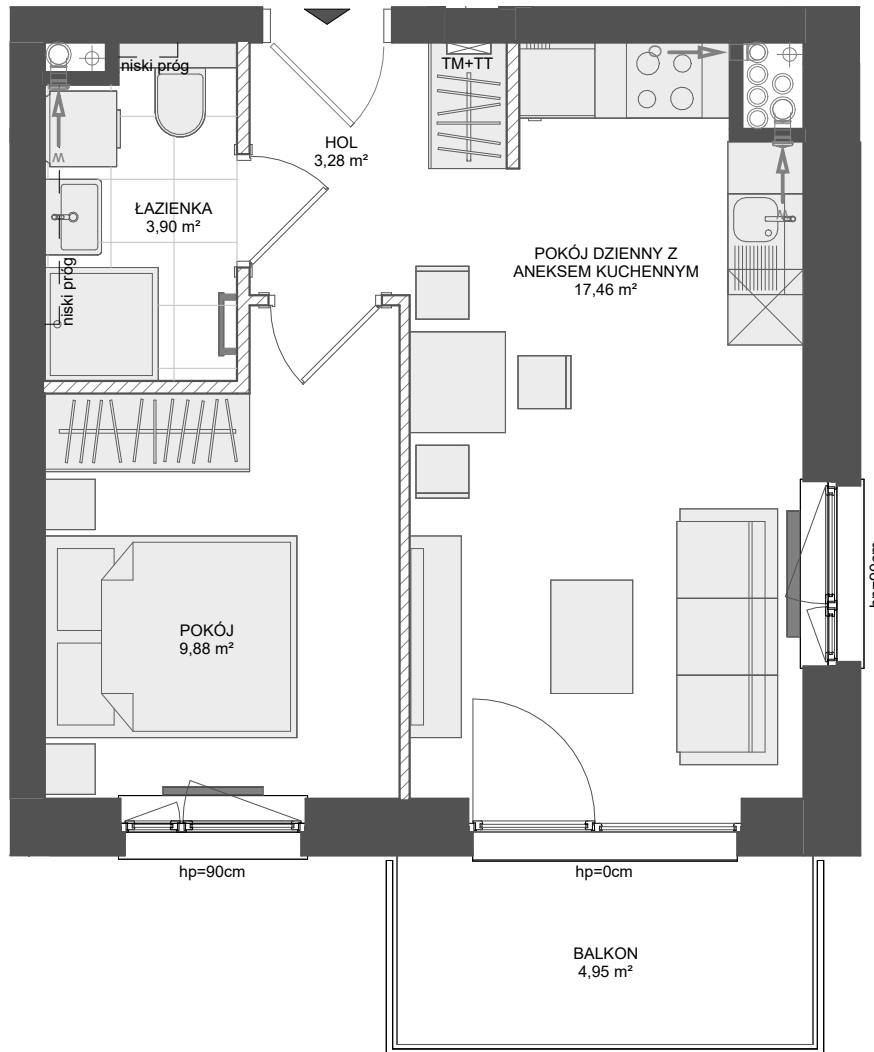 niski próg
TM+TT
HOL
3,28 m²
ŁAZIENKA
3,90 m²
niski próg
POKÓJ DZIENNY Z
ANEKSEM KUCHENNYM
17,46 m²
W
W
POKÓJ
9,88 m²
hp=90cm
hp=0cm
BALKON
4,95 m²